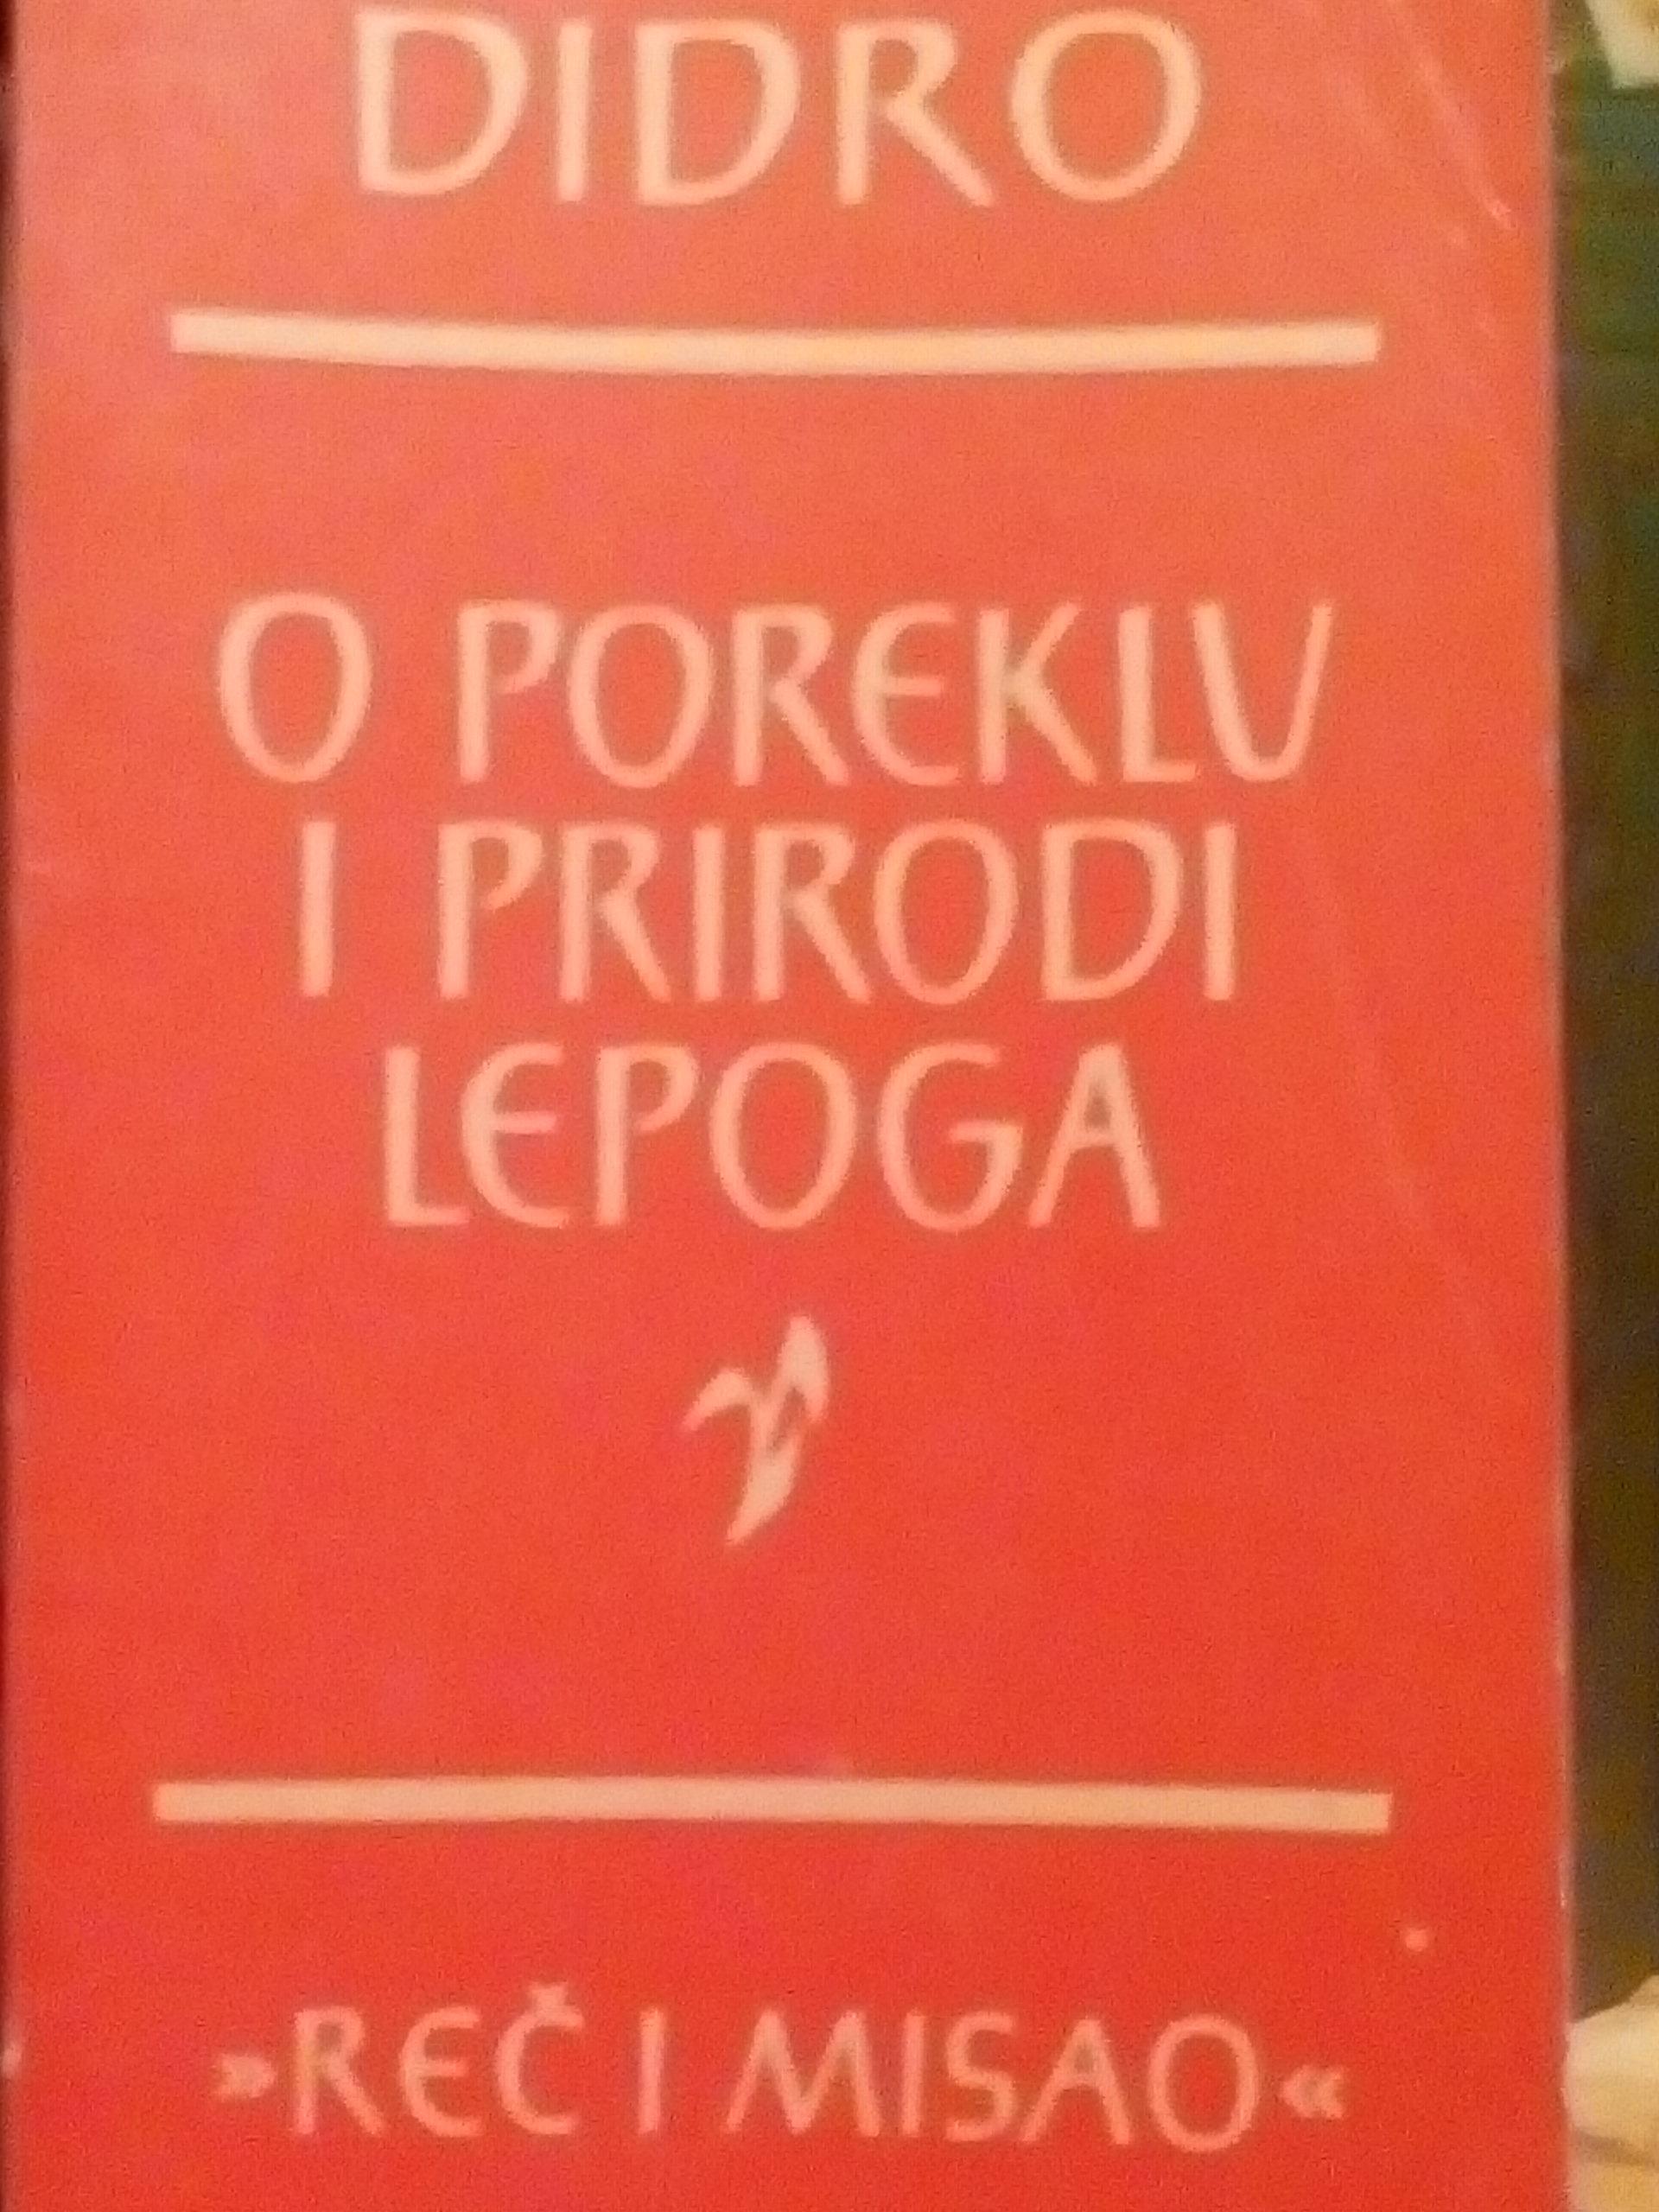 DIDRO
O POREKLU
I PRIRODI
LEPOGA
»REČ I MISAO«